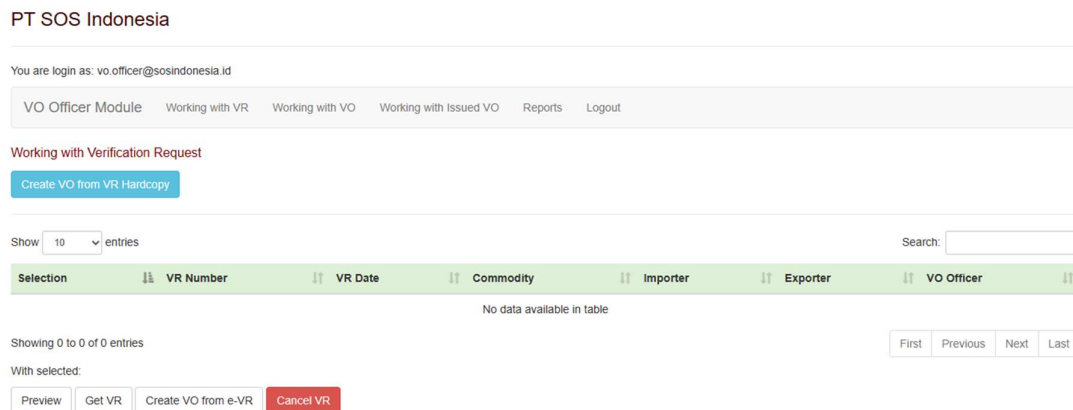 PT SOS Indonesia
You are login as: vo.officer@sosindonesia.id
VO Officer Module Working with VR Working with VO Working with Issued VO Reports Logout
Working with Verification Request
Create VO from VR Hardcopy
Show 10 entries Search:
Selection VR Number VR Date Commodity Importer Exporter VO Officer
No data available in table
Showing 0 to 0 of 0 entries First Previous Next Last
With selected:
Preview Get VR Create VO from e-VR Cancel VR